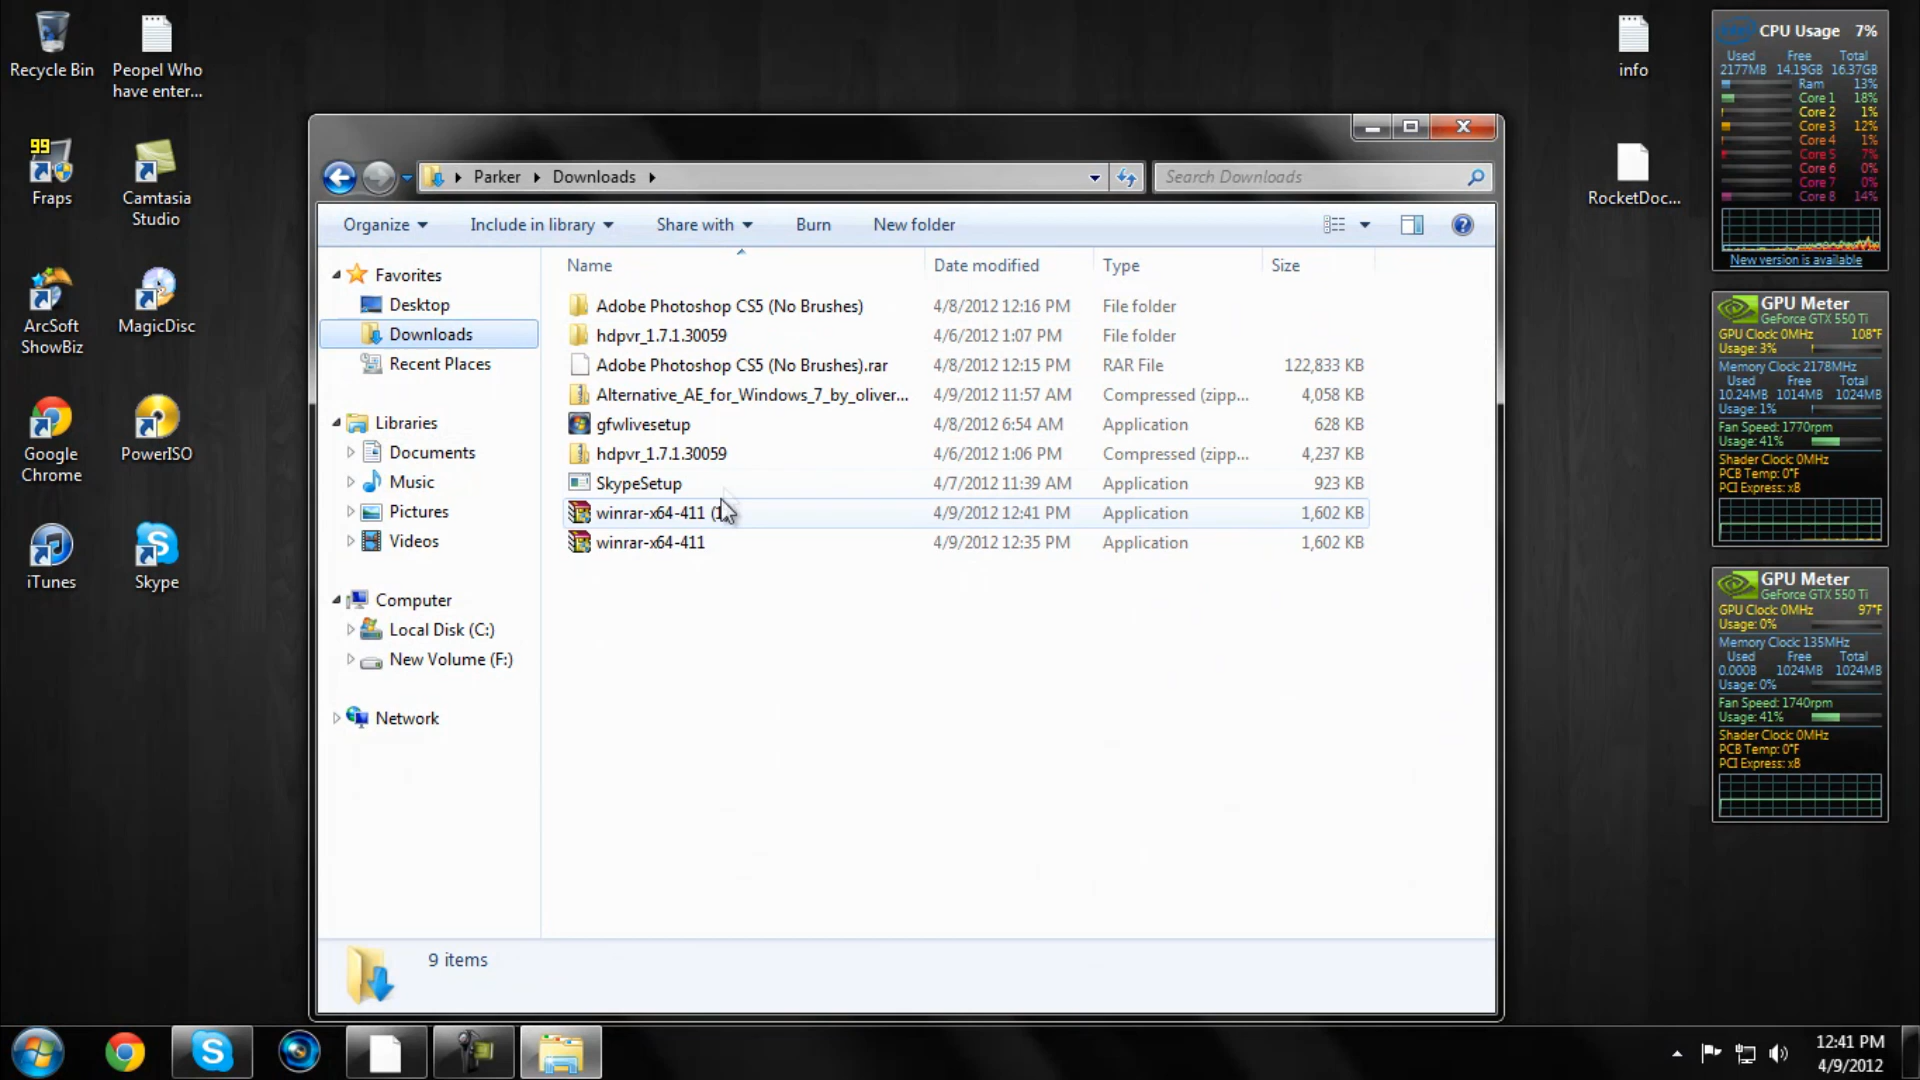 Recycle Bin
Peopel Who
have enter...
99
Fraps
Camtasia
Studio
ArcSoft
ShowBiz
MagicDisc
Google
Chrome
PowerISO
iTunes
Skype
Parker
Downloads
Search Downloads
Organize
Include in library
Share with
Burn
New folder
Favorites
Desktop
Downloads
Recent Places
Libraries
Documents
Music
Pictures
Videos
Computer
Local Disk (C:)
New Volume (F:)
Network
Name Date modified Type Size
Adobe Photoshop CS5 (No Brushes) 4/8/2012 12:16 PM File folder
hdpvr_1.7.1.30059 4/6/2012 1:07 PM File folder
Adobe Photoshop CS5 (No Brushes).rar 4/8/2012 12:15 PM RAR File 122,833 KB
Alternative_AE_for_Windows_7_by_oliver... 4/9/2012 11:57 AM Compressed (zipp... 4,058 KB
gfwlivesetup 4/8/2012 6:54 AM Application 628 KB
hdpvr_1.7.1.30059 4/6/2012 1:06 PM Compressed (zipp... 4,237 KB
SkypeSetup 4/7/2012 11:39 AM Application 923 KB
winrar-x64-411 (1 4/9/2012 12:41 PM Application 1,602 KB
winrar-x64-411 4/9/2012 12:35 PM Application 1,602 KB
9 items
info
RocketDoc...
CPU Usage 7%
Used Free Total
2177MB 14.19GB 16.37GB
Ram 13%
Core 1 18%
Core 2 1%
Core 3 12%
Core 4 1%
Core 5 7%
Core 6 0%
Core 7 0%
Core 8 14%
New version is available
GPU Meter
GeForce GTX 550 Ti
GPU Clock: 0MHz 108°F
Usage: 3%
Memory Clock: 2178MHz
Used Free Total
10.24MB 1014MB 1024MB
Usage: 1%
Fan Speed: 1770rpm
Usage: 41%
Shader Clock: 0MHz
PCB Temp: 0°F
PCI Express: x8
GPU Meter
GeForce GTX 550 Ti
GPU Clock: 0MHz 97°F
Usage: 0%
Memory Clock: 135MHz
Used Free Total
0.000B 1024MB 1024MB
Usage: 0%
Fan Speed: 1740rpm
Usage: 41%
Shader Clock: 0MHz
PCB Temp: 0°F
PCI Express: x8
12:41 PM
4/9/2012